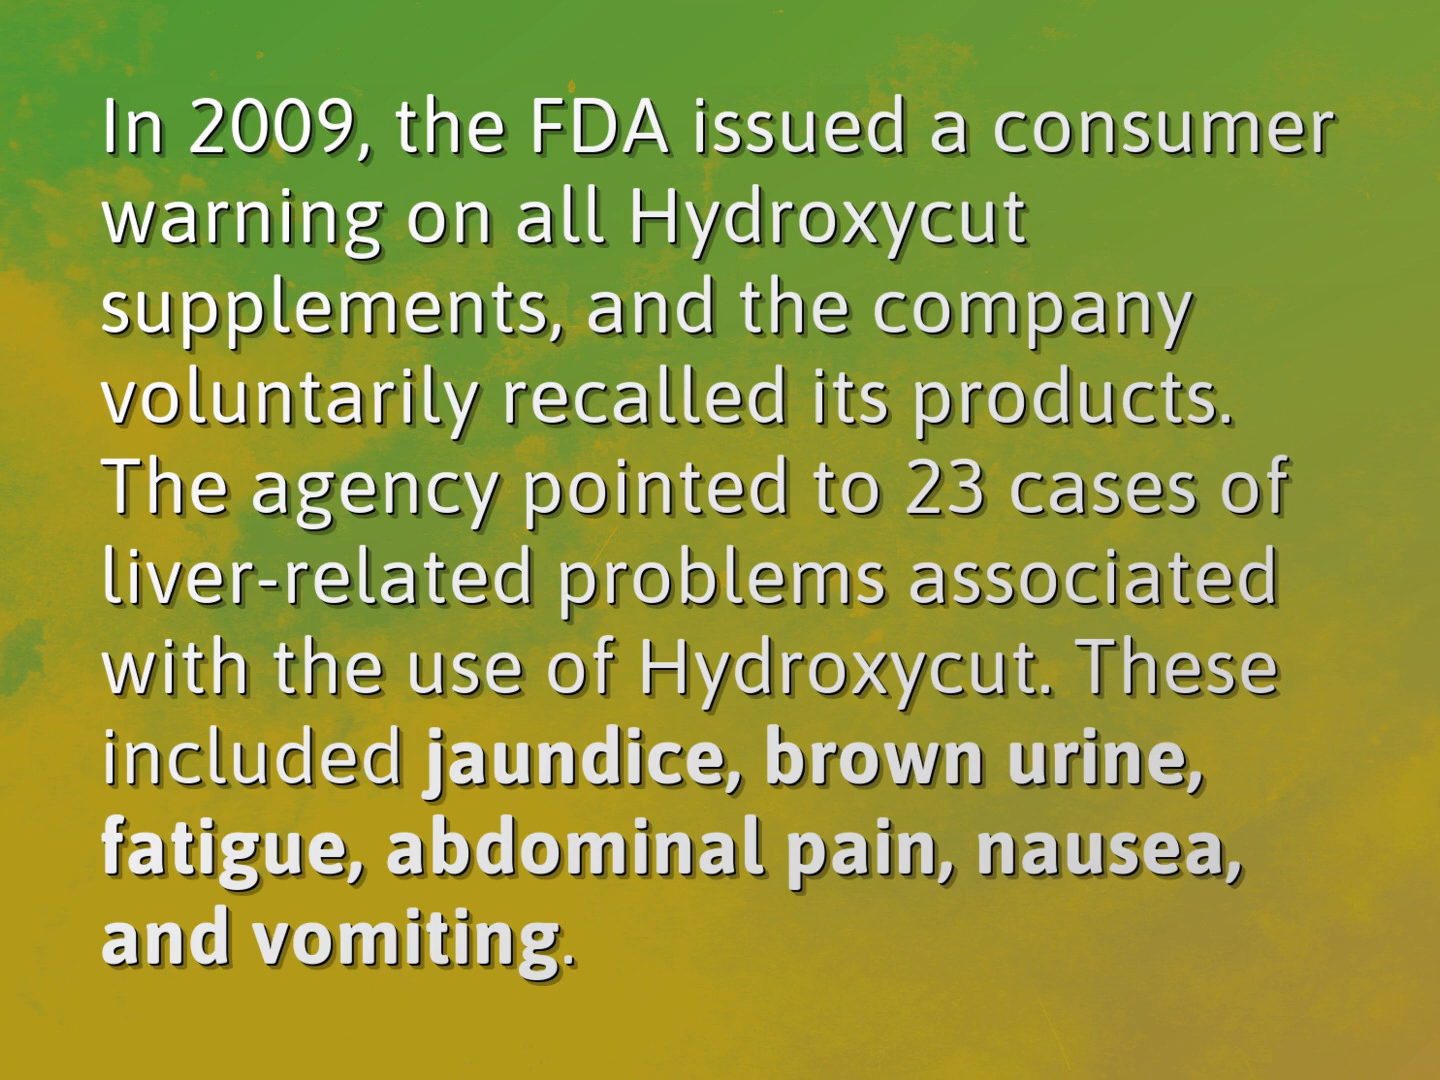 In 2009, the FDA issued a consumer
warning on all Hydroxycut
supplements, and the company
voluntarily recalled its products.
The agency pointed to 23 cases of
liver-related problems associated
with the use of Hydroxycut. These
included jaundice, brown urine,
fatigue, abdominal pain, nausea,
and vomiting.